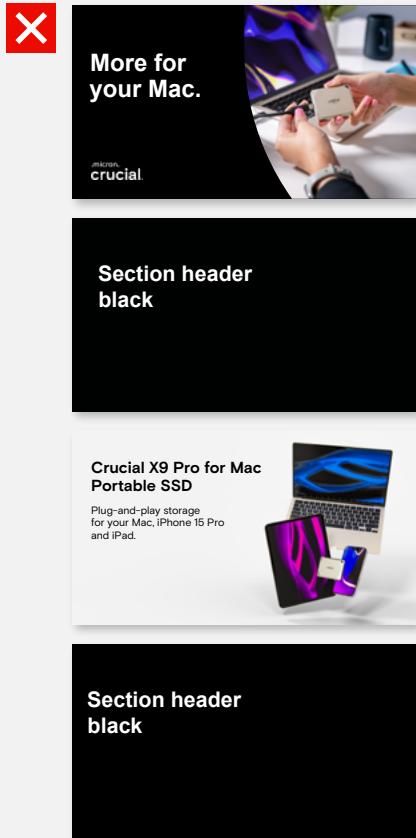 More for
your Mac.
micron.
crucial.
Section header
black
Crucial X9 Pro for Mac
Portable SSD
Plug-and-play storage
for your Mac, iPhone 15 Pro
and iPad.
Section header
black